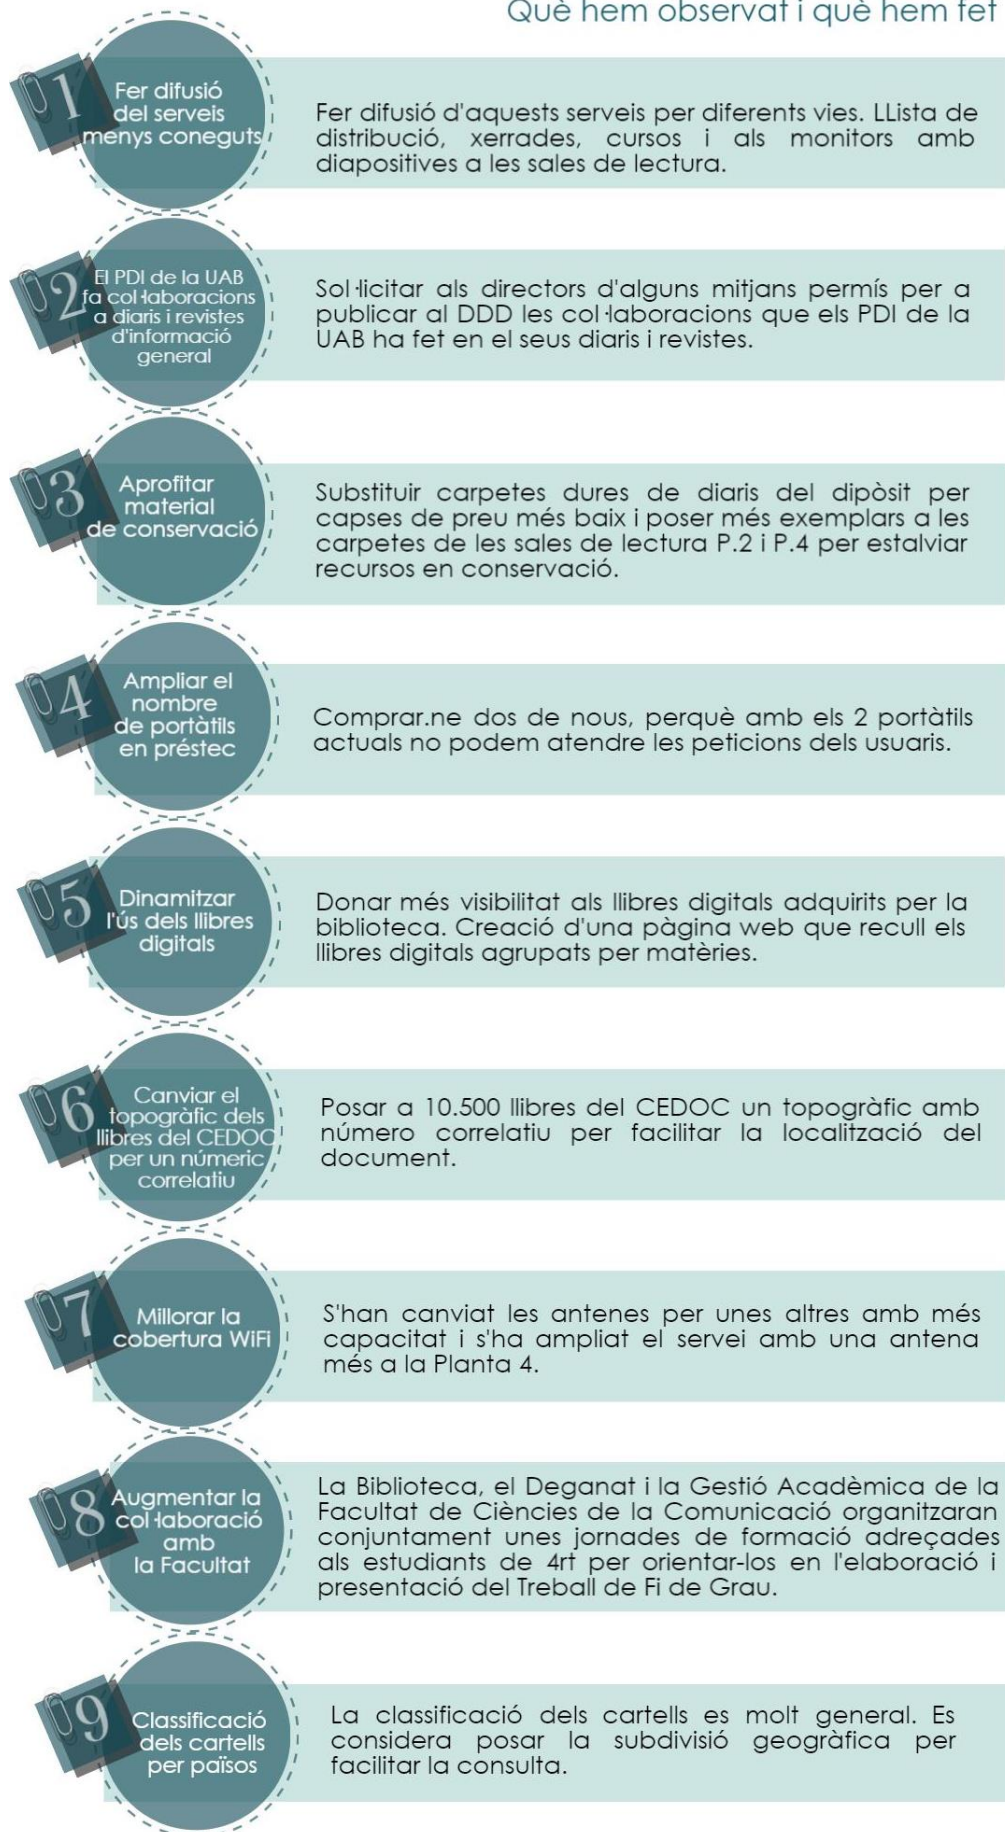 Què hem observat i què hem fet
1
Fer difusió
del serveis
menys coneguts
Fer difusió d'aquests serveis per diferents vies. LLista de
distribució, xerrades, cursos i als monitors amb
diapositives a les sales de lectura.
2
El PDI de la UAB
fa col·laboracions
a diaris i revistes
d'informació
general
Sol·licitar als directors d'alguns mitjans permís per a
publicar al DDD les col·laboracions que els PDI de la
UAB ha fet en el seus diaris i revistes.
3
Aprofitar
material
de conservació
Substituir carpetes dures de diaris del dipòsit per
capses de preu més baix i poser més exemplars a les
carpetes de les sales de lectura P.2 i P.4 per estalviar
recursos en conservació.
4
Ampliar el
nombre
de portàtils
en préstec
Comprar.ne dos de nous, perquè amb els 2 portàtils
actuals no podem atendre les peticions dels usuaris.
5
Dinamitzar
l'ús dels llibres
digitals
Donar més visibilitat als llibres digitals adquirits per la
biblioteca. Creació d'una pàgina web que recull els
llibres digitals agrupats per matèries.
6
Canviar el
topogràfic dels
llibres del CEDOC
per un númeric
correlatiu
Posar a 10.500 llibres del CEDOC un topogràfic amb
número correlatiu per facilitar la localització del
document.
7
Millorar la
cobertura WiFi
S'han canviat les antenes per unes altres amb més
capacitat i s'ha ampliat el servei amb una antena
més a la Planta 4.
8
Augmentar la
col·laboració
amb
la Facultat
La Biblioteca, el Deganat i la Gestió Acadèmica de la
Facultat de Ciències de la Comunicació organitzaran
conjuntament unes jornades de formació adreçades
als estudiants de 4rt per orientar-los en l'elaboració i
presentació del Treball de Fi de Grau.
9
Classificació
dels cartells
per països
La classificació dels cartells es molt general. Es
considera posar la subdivisió geogràfica per
facilitar la consulta.